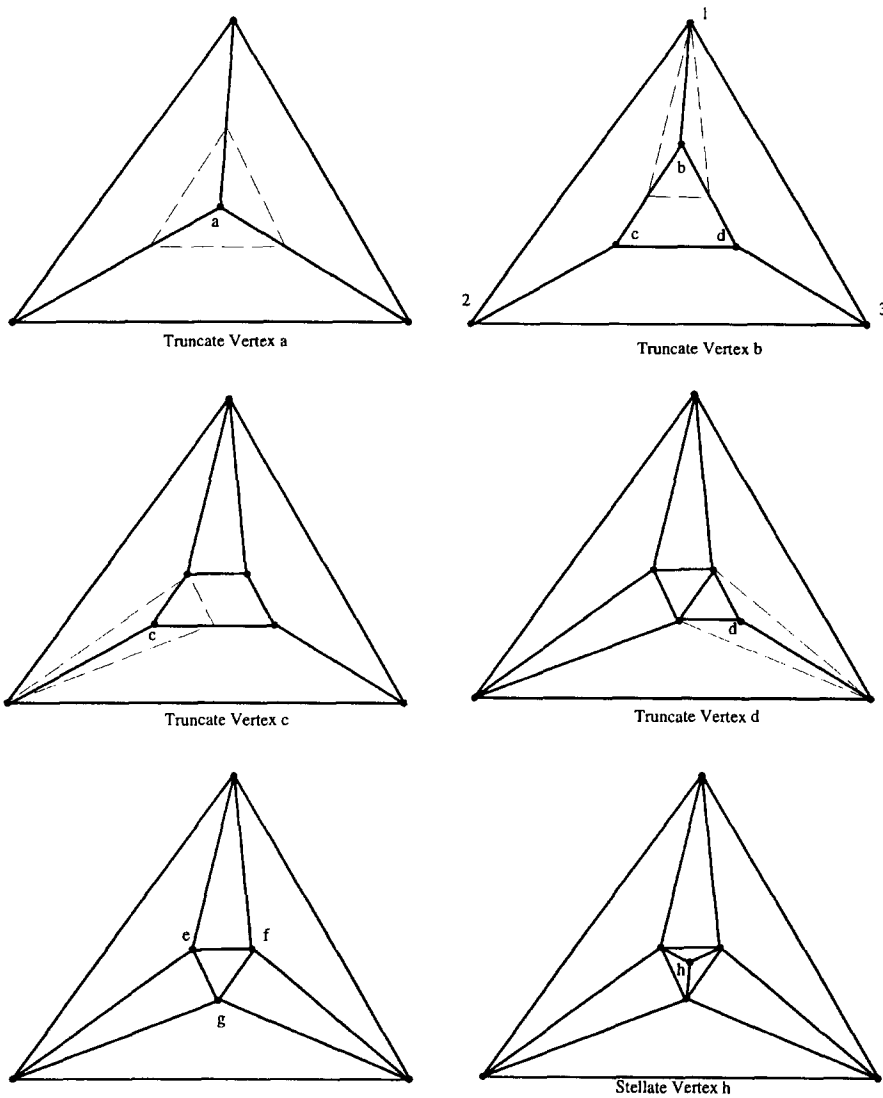 a
Truncate Vertex a
1
b
c d
2 3
Truncate Vertex b
c
Truncate Vertex c
d
Truncate Vertex d
e f
g
h
Stellate Vertex h